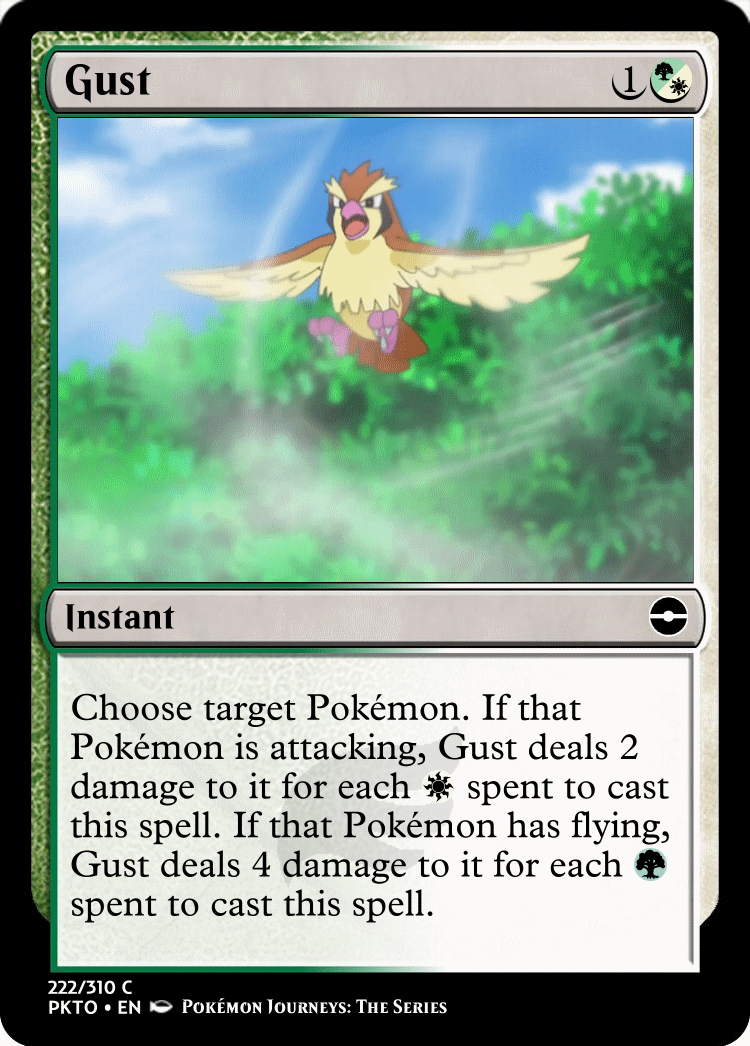 Gust 1
Instant
Choose target Pokémon. If that
Pokémon is attacking, Gust deals 2
damage to it for each spent to cast
this spell. If that Pokémon has flying,
Gust deals 4 damage to it for each
spent to cast this spell.
222/310 C
PKTO • EN Pokémon Journeys: The Series